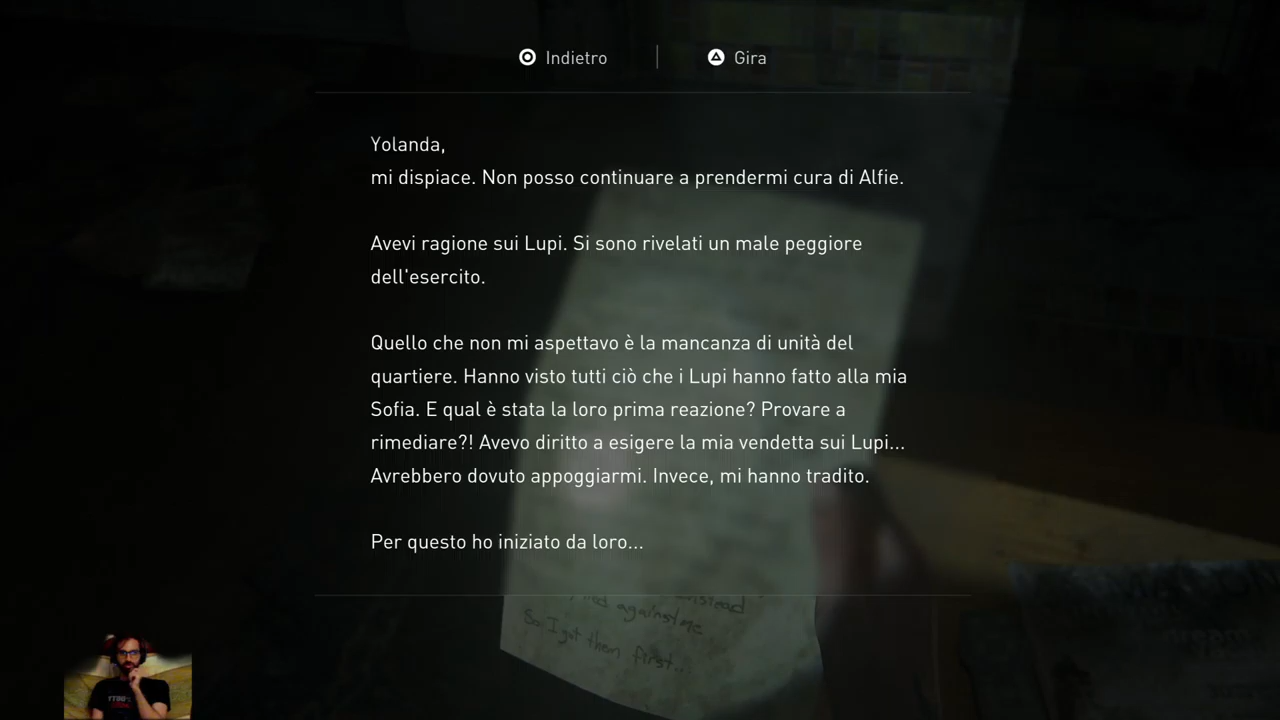 Indietro
Gira
Yolanda,
mi dispiace. Non posso continuare a prendermi cura di Alfie.
Avevi ragione sui Lupi. Si sono rivelati un male peggiore
dell'esercito.
Quello che non mi aspettavo è la mancanza di unità del
quartiere. Hanno visto tutti ciò che i Lupi hanno fatto alla mia
Sofia. E qual è stata la loro prima reazione? Provare a
rimediare?! Avevo diritto a esigere la mia vendetta sui Lupi...
Avrebbero dovuto appoggiarmi. Invece, mi hanno tradito.
Per questo ho iniziato da loro...
instead
against me
So I got them first...